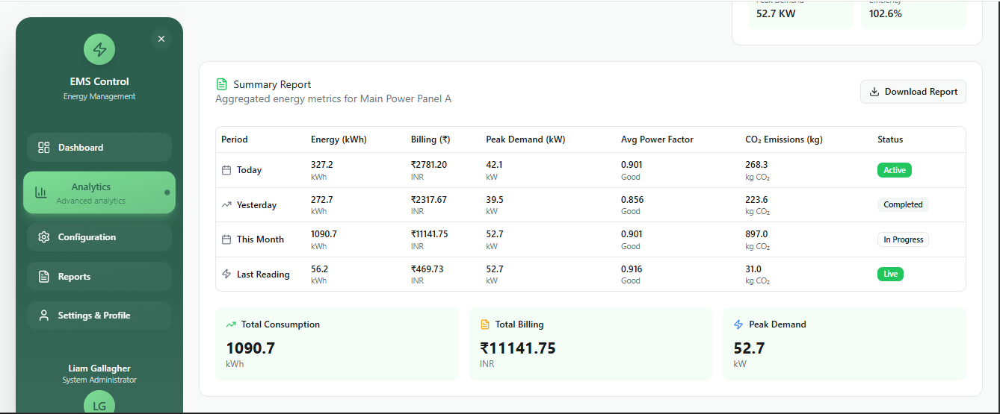 Peak Demand
52.7 KW
Efficiency
102.6%
EMS Control
Energy Management
Dashboard
Analytics
Advanced analytics
Configuration
Reports
Settings & Profile
Liam Gallagher
System Administrator
LG
Summary Report
Aggregated energy metrics for Main Power Panel A
Download Report
Period Energy (kWh) Billing (₹) Peak Demand (kW) Avg Power Factor CO₂ Emissions (kg) Status
Today 327.2 ₹2781.20 42.1 0.901 268.3 Active
kWh INR kW Good kg CO₂
Yesterday 272.7 ₹2317.67 39.5 0.856 223.6 Completed
kWh INR kW Good kg CO₂
This Month 1090.7 ₹11141.75 52.7 0.901 897.0 In Progress
kWh INR kW Good kg CO₂
Last Reading 56.2 ₹469.73 52.7 0.916 31.0 Live
kWh INR kW Good kg CO₂
Total Consumption
1090.7
kWh
Total Billing
₹11141.75
INR
Peak Demand
52.7
kW